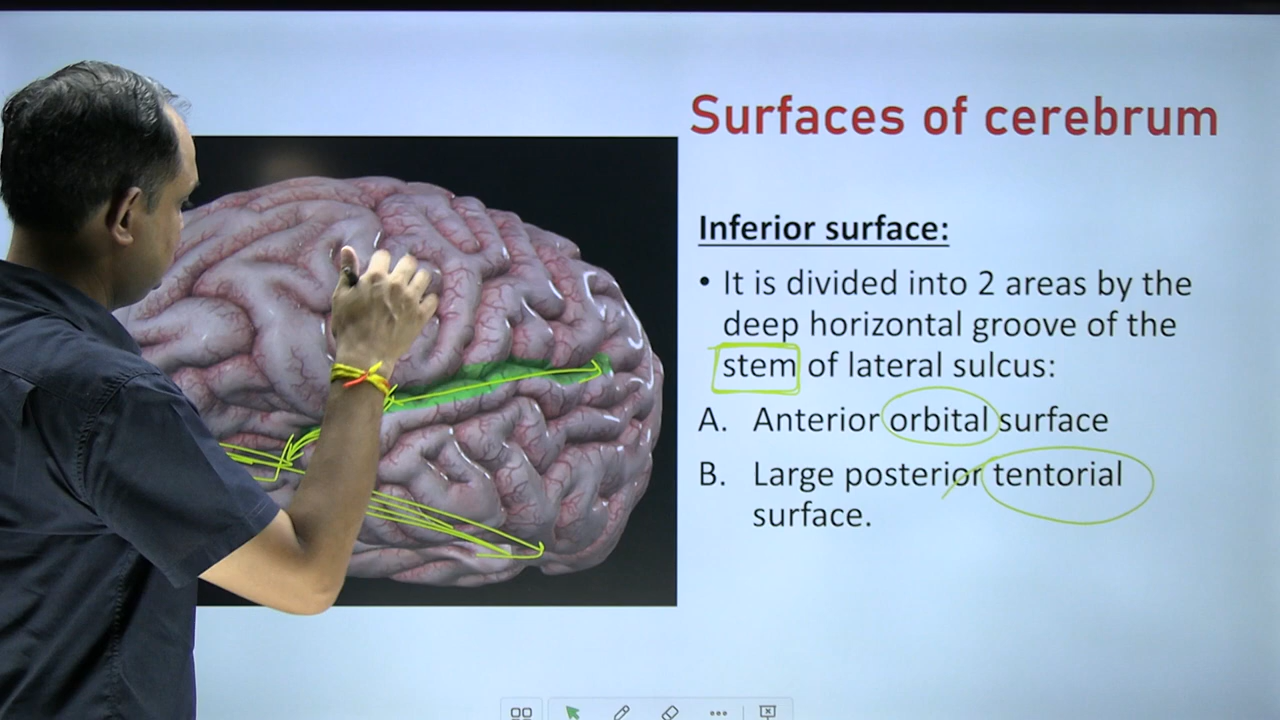 Surfaces of cerebrum
Inferior surface:
• It is divided into 2 areas by the
deep horizontal groove of the
stem of lateral sulcus:
A. Anterior orbital surface
B. Large posterior tentorial
surface.